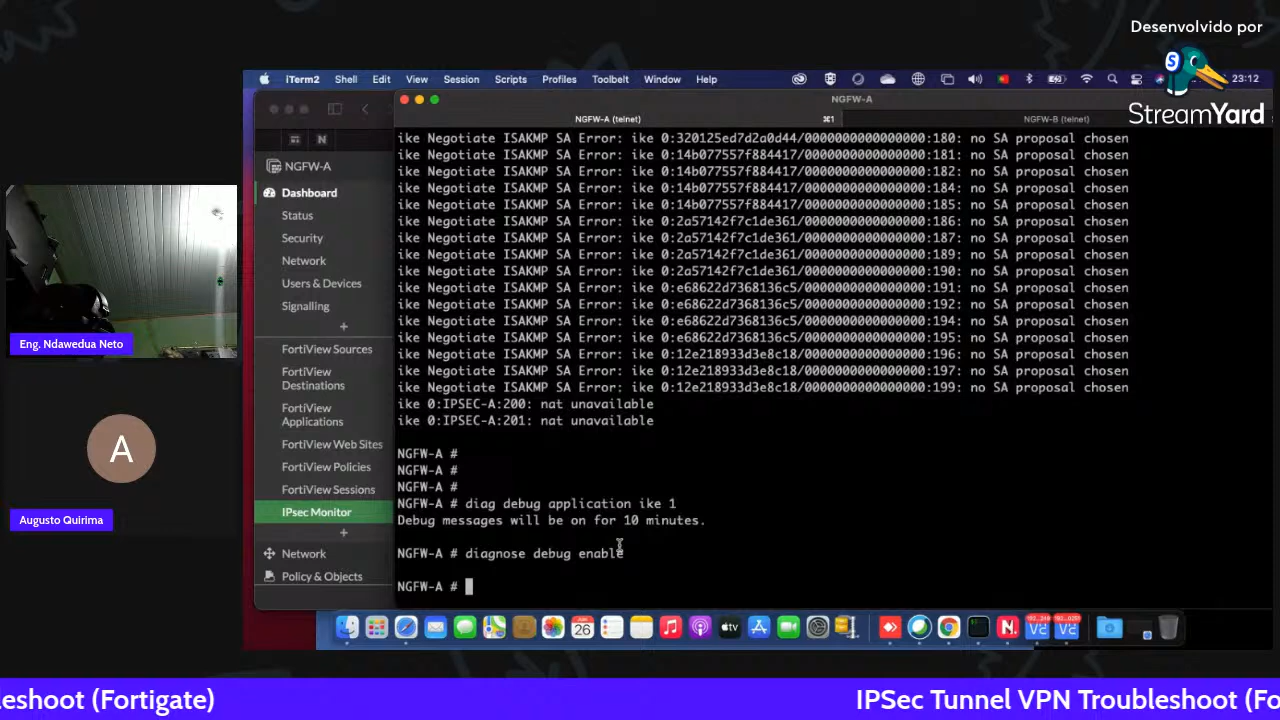 Desenvolvido por
StreamYard
iTerm2 Shell Edit View Session Scripts Profiles Toolbelt Window Help
23:12
NGFW-A
NGFW-A (telnet) ⌘1 NGFW-B (telnet)
NGFW-A
Dashboard
Status
Security
Network
Users & Devices
Signalling
FortiView Sources
FortiView
Destinations
FortiView
Applications
FortiView Web Sites
FortiView Policies
FortiView Sessions
IPsec Monitor
Network
Policy & Objects
ike Negotiate ISAKMP SA Error: ike 0:320125ed7d2a0d44/0000000000000000:180: no SA proposal chosen
ike Negotiate ISAKMP SA Error: ike 0:14b077557f884417/0000000000000000:181: no SA proposal chosen
ike Negotiate ISAKMP SA Error: ike 0:14b077557f884417/0000000000000000:182: no SA proposal chosen
ike Negotiate ISAKMP SA Error: ike 0:14b077557f884417/0000000000000000:184: no SA proposal chosen
ike Negotiate ISAKMP SA Error: ike 0:14b077557f884417/0000000000000000:185: no SA proposal chosen
ike Negotiate ISAKMP SA Error: ike 0:2a57142f7c1de361/0000000000000000:186: no SA proposal chosen
ike Negotiate ISAKMP SA Error: ike 0:2a57142f7c1de361/0000000000000000:187: no SA proposal chosen
ike Negotiate ISAKMP SA Error: ike 0:2a57142f7c1de361/0000000000000000:189: no SA proposal chosen
ike Negotiate ISAKMP SA Error: ike 0:2a57142f7c1de361/0000000000000000:190: no SA proposal chosen
ike Negotiate ISAKMP SA Error: ike 0:e68622d7368136c5/0000000000000000:191: no SA proposal chosen
ike Negotiate ISAKMP SA Error: ike 0:e68622d7368136c5/0000000000000000:192: no SA proposal chosen
ike Negotiate ISAKMP SA Error: ike 0:e68622d7368136c5/0000000000000000:194: no SA proposal chosen
ike Negotiate ISAKMP SA Error: ike 0:e68622d7368136c5/0000000000000000:195: no SA proposal chosen
ike Negotiate ISAKMP SA Error: ike 0:12e218933d3e8c18/0000000000000000:196: no SA proposal chosen
ike Negotiate ISAKMP SA Error: ike 0:12e218933d3e8c18/0000000000000000:197: no SA proposal chosen
ike Negotiate ISAKMP SA Error: ike 0:12e218933d3e8c18/0000000000000000:199: no SA proposal chosen
ike 0:IPSEC-A:200: nat unavailable
ike 0:IPSEC-A:201: nat unavailable
NGFW-A #
NGFW-A #
NGFW-A #
NGFW-A # diag debug application ike 1
Debug messages will be on for 10 minutes.
NGFW-A # diagnose debug enable
NGFW-A #
Eng. Ndawedua Neto
A
Augusto Quirima
tv
JUN
26
leshoot (Fortigate) IPSec Tunnel VPN Troubleshoot (Fo